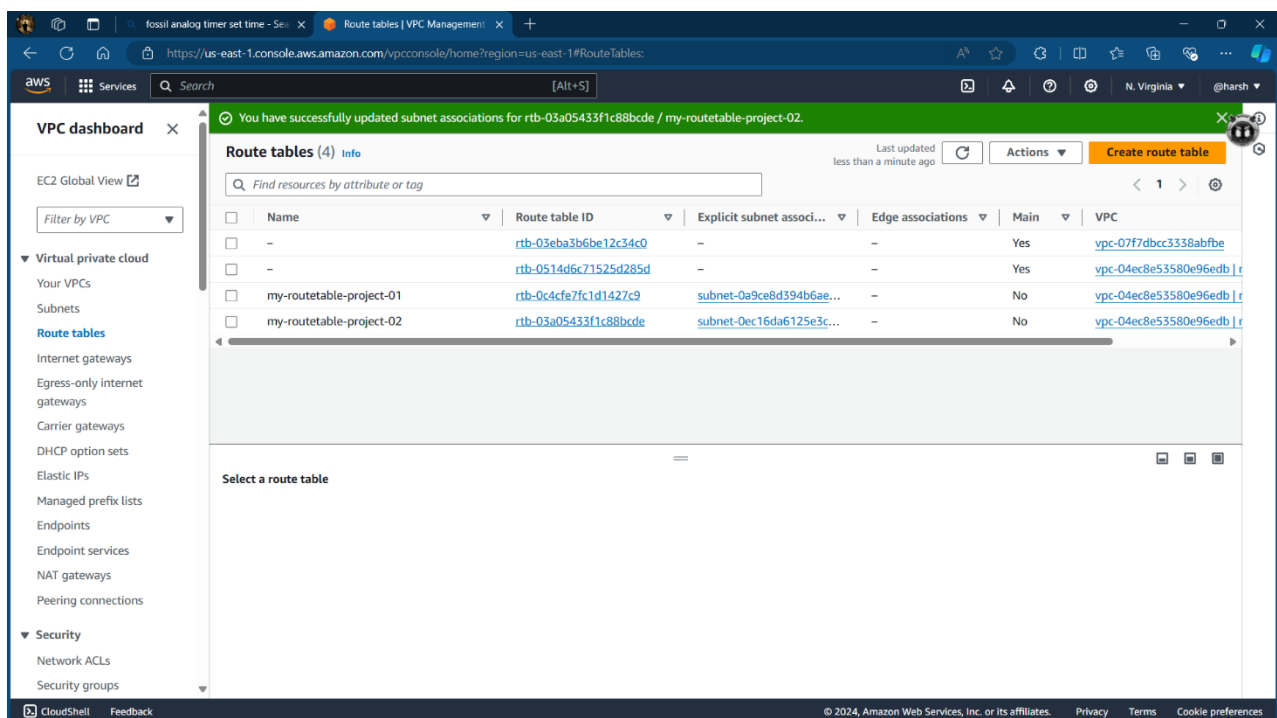 fossil analog timer set time - Sea
Route tables | VPC Management
https://us-east-1.console.aws.amazon.com/vpcconsole/home?region=us-east-1#RouteTables:
aws Services Search [Alt+S] N. Virginia @harsh
VPC dashboard
EC2 Global View
Filter by VPC
Virtual private cloud
Your VPCs
Subnets
Route tables
Internet gateways
Egress-only internet
gateways
Carrier gateways
DHCP option sets
Elastic IPs
Managed prefix lists
Endpoints
Endpoint services
NAT gateways
Peering connections
Security
Network ACLs
Security groups
You have successfully updated subnet associations for rtb-03a05433f1c88bcde / my-routetable-project-02.
Route tables (4) Info
Last updated
less than a minute ago
Actions
Create route table
Find resources by attribute or tag
1
Name Route table ID Explicit subnet associ... Edge associations Main VPC
– rtb-03eba3b6be12c34c0 – – Yes vpc-07f7dbcc3338abfbe
– rtb-0514d6c71525d285d – – Yes vpc-04ec8e53580e96edb |
my-routetable-project-01 rtb-0c4cfe7fc1d1427c9 subnet-0a9ce8d394b6ae... – No vpc-04ec8e53580e96edb |
my-routetable-project-02 rtb-03a05433f1c88bcde subnet-0ec16da6125e3c... – No vpc-04ec8e53580e96edb |
Select a route table
CloudShell Feedback © 2024, Amazon Web Services, Inc. or its affiliates. Privacy Terms Cookie preferences